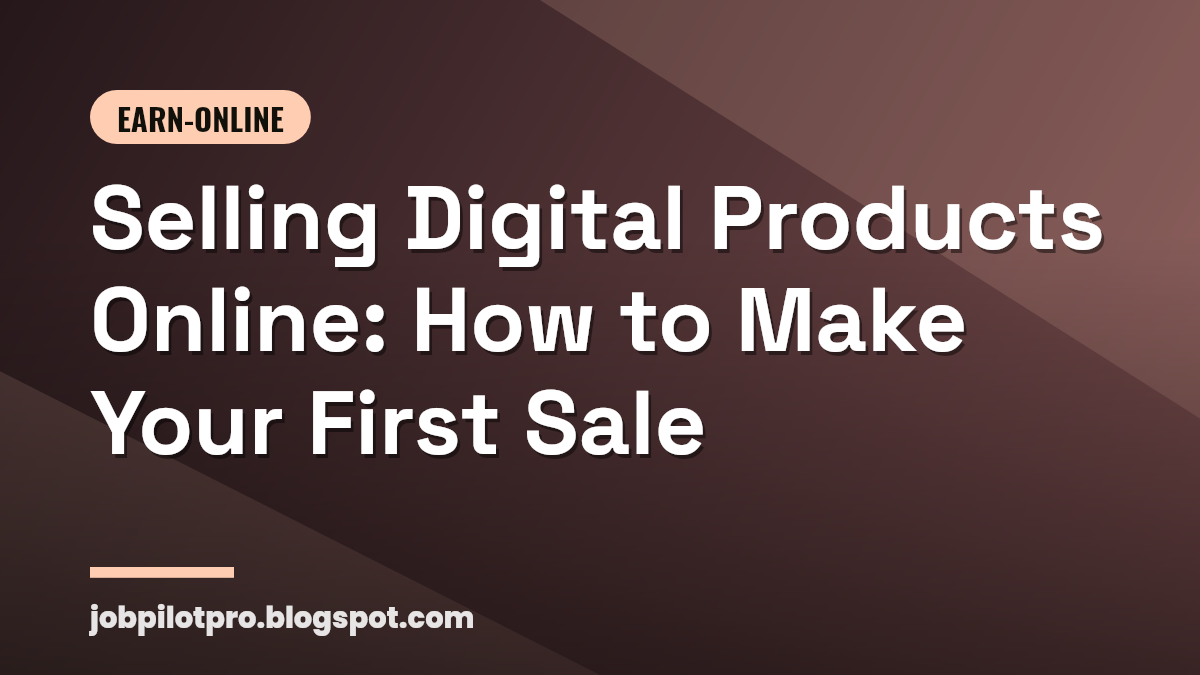 EARN-ONLINE
Selling Digital Products
Online: How to Make
Your First Sale
jobpilotpro.blogspot.com